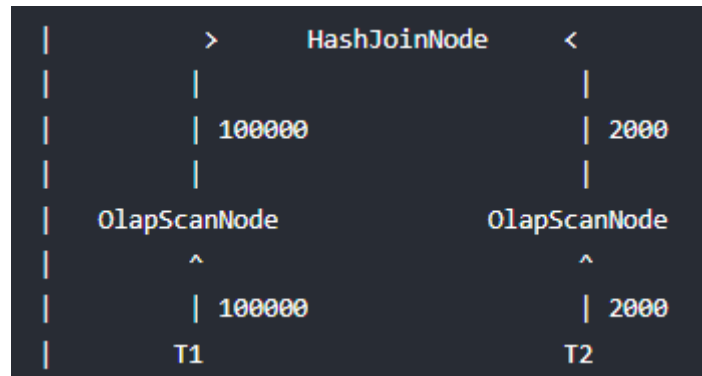 |          >      HashJoinNode     <
|         |                         |
|         | 100000                  | 2000
|         |                         |
|   OlapScanNode              OlapScanNode
|         ^                         ^
|         | 100000                  | 2000
|        T1                        T2